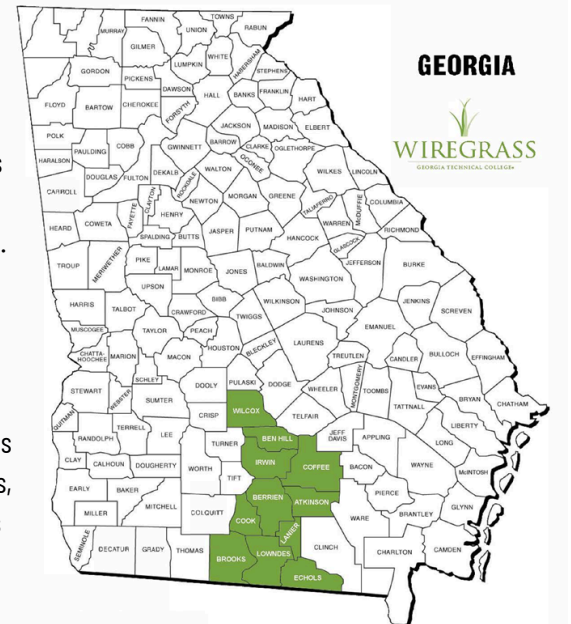 GEORGIA
WIREGRASS
GEORGIA TECHNICAL COLLEGE
FANNIN
TOWNS
RABUN
MURRAY
UNION
GILMER
WHITE
HABERSHAM
LUMPKIN
STEPHENS
GORDON
PICKENS
DAWSON
HALL
BANKS
FRANKLIN
HART
FLOYD
BARTOW
CHEROKEE
FORSYTH
JACKSON
MADISON
ELBERT
POLK
PAULDING
COBB
GWINNETT
BARROW
CLARKE
OGLETHORPE
OCONEE
HARALSON
DOUGLAS
FULTON
DEKALB
ROCKDALE
WALTON
WILKES
LINCOLN
CARROLL
CLAYTON
NEWTON
MORGAN
GREENE
TALIAFERRO
McDUFFIE
COLUMBIA
HEARD
COWETA
FAYETTE
HENRY
JASPER
PUTNAM
HANCOCK
WARREN
RICHMOND
SPALDING
BUTTS
GLASCOCK
TROUP
MERIWETHER
PIKE
LAMAR
MONROE
JONES
BALDWIN
WASHINGTON
JEFFERSON
BURKE
UPSON
HARRIS
TALBOT
CRAWFORD
BIBB
TWIGGS
WILKINSON
JOHNSON
JENKINS
SCREVEN
EMANUEL
MUSCOGEE
TAYLOR
PEACH
HOUSTON
BLECKLEY
LAURENS
TREUTLEN
CANDLER
BULLOCH
EFFINGHAM
CHATTA-
HOOCHEE
MARION
MACON
SCHLEY
DOOLY
PULASKI
DODGE
WHEELER
MONTGOMERY
TOOMBS
EVANS
BRYAN
CHATHAM
STEWART
WEBSTER
SUMTER
CRISP
WILCOX
TELFAIR
TATTNALL
QUITMAN
TERRELL
LEE
TURNER
BEN HILL
JEFF
DAVIS
APPLING
LONG
LIBERTY
RANDOLPH
IRWIN
COFFEE
BACON
WAYNE
McINTOSH
CLAY
CALHOUN
DOUGHERTY
WORTH
TIFT
EARLY
BAKER
MITCHELL
COLQUITT
BERRIEN
ATKINSON
PIERCE
MILLER
COOK
LANIER
WARE
BRANTLEY
GLYNN
SEMINOLE
DECATUR
GRADY
THOMAS
BROOKS
LOWNDES
CLINCH
CHARLTON
CAMDEN
ECHOLS